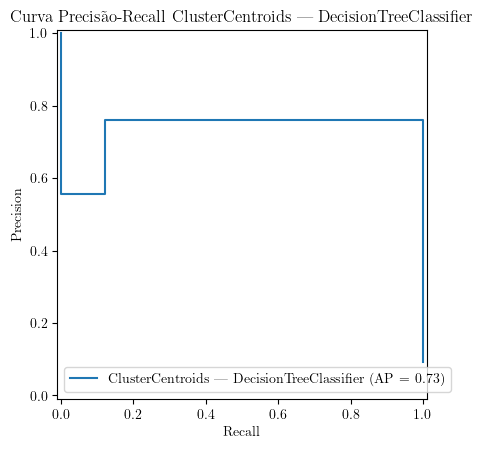 Curva Precisão-Recall ClusterCentroids — DecisionTreeClassifier
1.0
0.8
0.6
0.4
0.2
0.0
Precision
ClusterCentroids — DecisionTreeClassifier (AP = 0.73)
0.0 0.2 0.4 0.6 0.8 1.0
Recall